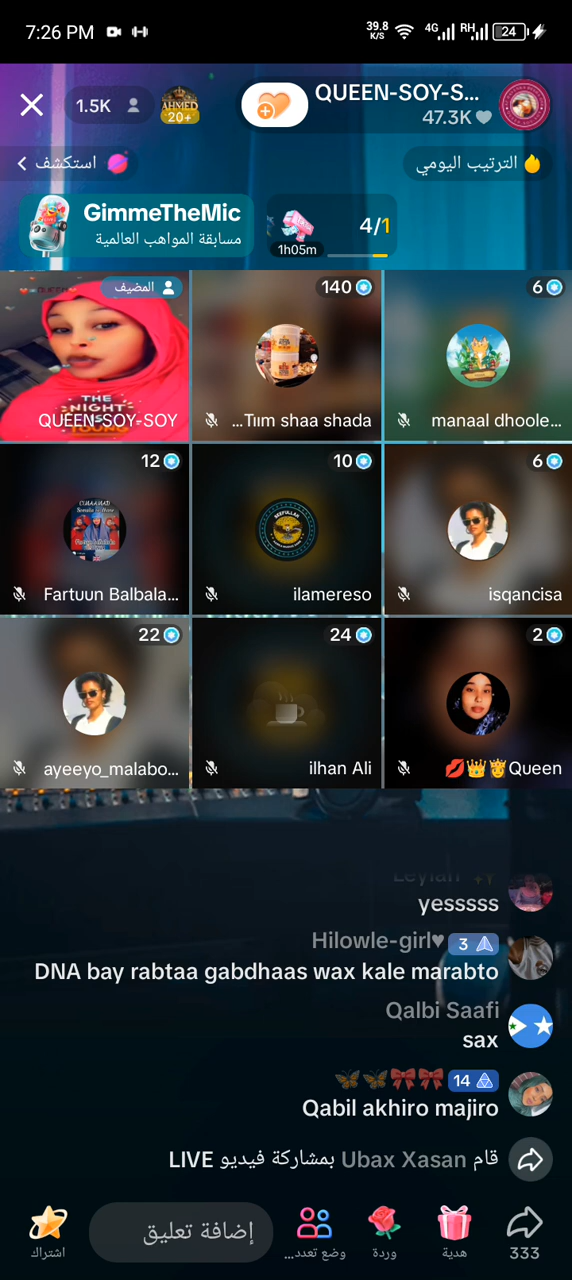 7:26 PM
39.8 K/S
4G
RH
24
1.5K
AHMED
20+
QUEEN-SOY-S...
47.3K
استكشف
الترتيب اليومي
GimmeTheMic
مسابقة المواهب العالمية
4/1
1h05m
المضيف
THE
NIGHT
QUEEN-SOY-SOY
140
...Tıım shaa shada
6
manaal dhoole...
12
Fartuun Balbala...
10
ilamereso
6
isqancisa
22
ayeeyo_malabo...
24
ilhan Ali
2
💋👑👸Queen
Leylah
yesssss
Hilowle-girl♥ 3
DNA bay rabtaa gabdhaas wax kale marabto
Qalbi Saafi
sax
🦋🦋🎀🎀 14
Qabil akhiro majiro
قام Ubax Xasan بمشاركة فيديو LIVE
اشتراك
إضافة تعليق
وضع تعدد...
وردة
هدية
333